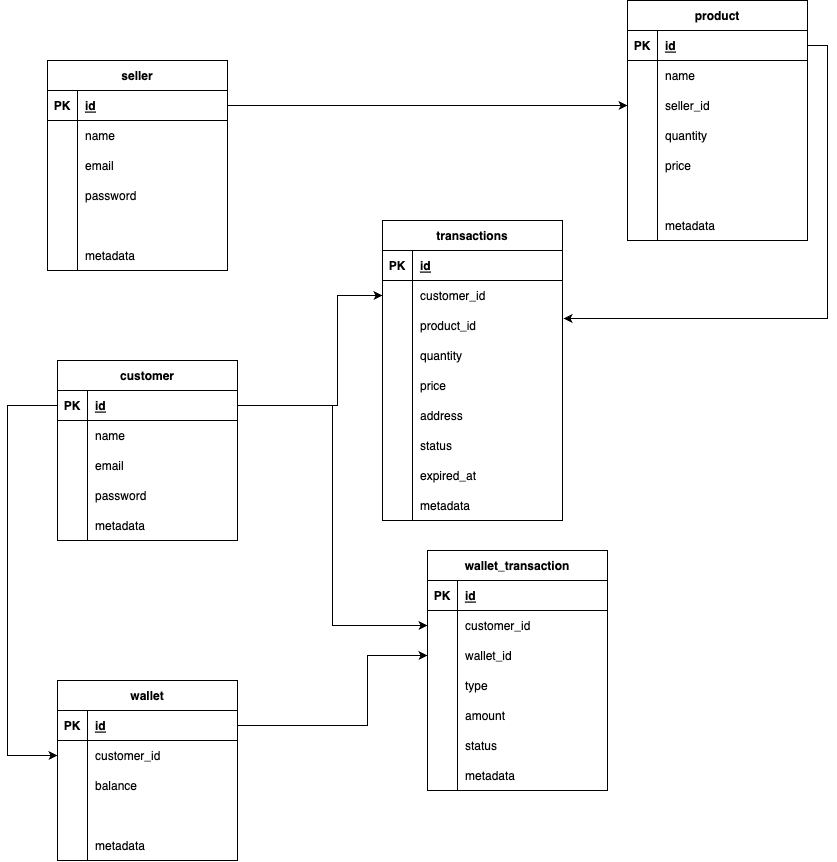 product
PK id
name
seller_id
quantity
price
metadata
seller
PK id
name
email
password
metadata
transactions
PK id
customer_id
product_id
quantity
price
address
status
expired_at
metadata
customer
PK id
name
email
password
metadata
wallet_transaction
PK id
customer_id
wallet_id
type
amount
status
metadata
wallet
PK id
customer_id
balance
metadata